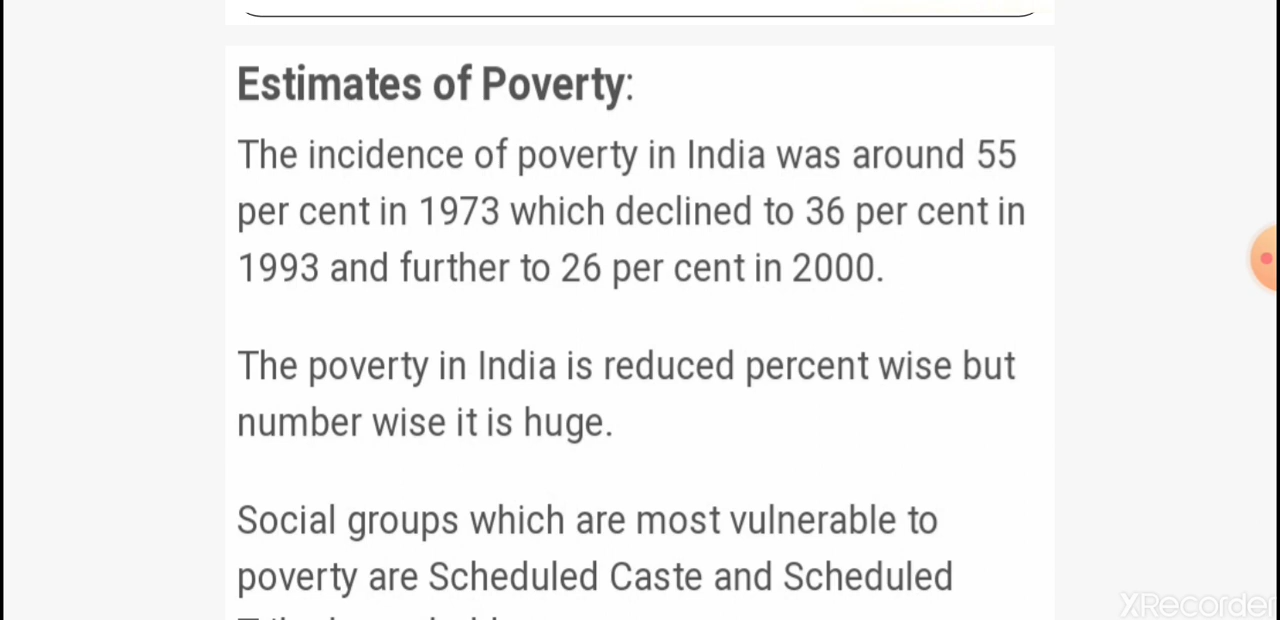 Estimates of Poverty:
The incidence of poverty in India was around 55
per cent in 1973 which declined to 36 per cent in
1993 and further to 26 per cent in 2000.
The poverty in India is reduced percent wise but
number wise it is huge.
Social groups which are most vulnerable to
poverty are Scheduled Caste and Scheduled
XRecorder